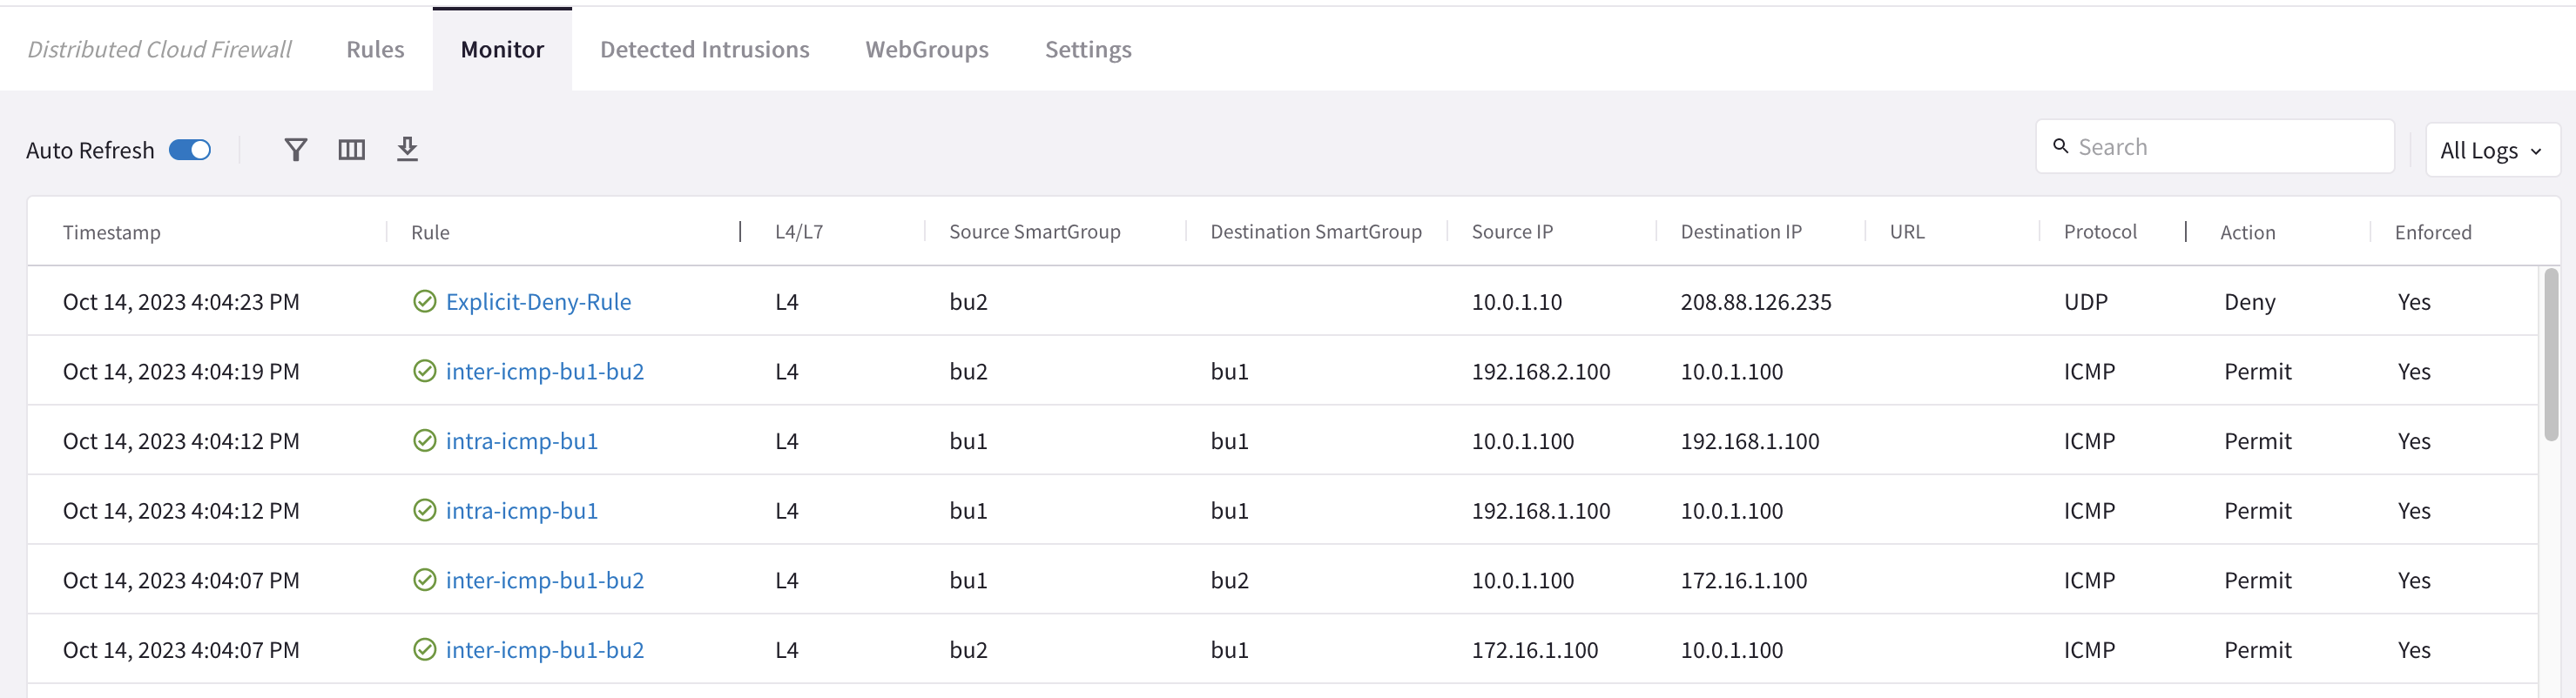 Distributed Cloud Firewall Rules Monitor Detected Intrusions WebGroups Settings
Auto Refresh Search All Logs
Timestamp Rule L4/L7 Source SmartGroup Destination SmartGroup Source IP Destination IP URL Protocol Action Enforced
Oct 14, 2023 4:04:23 PM Explicit-Deny-Rule L4 bu2 10.0.1.10 208.88.126.235 UDP Deny Yes
Oct 14, 2023 4:04:19 PM inter-icmp-bu1-bu2 L4 bu2 bu1 192.168.2.100 10.0.1.100 ICMP Permit Yes
Oct 14, 2023 4:04:12 PM intra-icmp-bu1 L4 bu1 bu1 10.0.1.100 192.168.1.100 ICMP Permit Yes
Oct 14, 2023 4:04:12 PM intra-icmp-bu1 L4 bu1 bu1 192.168.1.100 10.0.1.100 ICMP Permit Yes
Oct 14, 2023 4:04:07 PM inter-icmp-bu1-bu2 L4 bu1 bu2 10.0.1.100 172.16.1.100 ICMP Permit Yes
Oct 14, 2023 4:04:07 PM inter-icmp-bu1-bu2 L4 bu2 bu1 172.16.1.100 10.0.1.100 ICMP Permit Yes